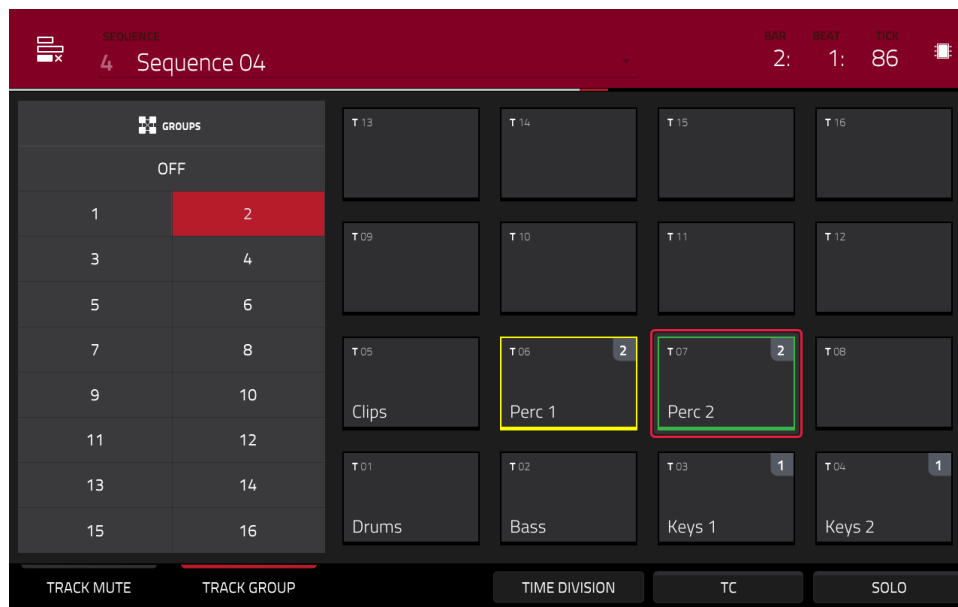 SEQUENCE
4 Sequence 04
BAR BEAT TICK
2: 1: 86
GROUPS
OFF
1 2
3 4
5 6
7 8
9 10
11 12
13 14
15 16
T 13 T 14 T 15 T 16
T 09 T 10 T 11 T 12
T 05 T 06 2 T 07 2 T 08
Clips Perc 1 Perc 2
T 01 T 02 T 03 1 T 04 1
Drums Bass Keys 1 Keys 2
TRACK MUTE TRACK GROUP TIME DIVISION TC SOLO